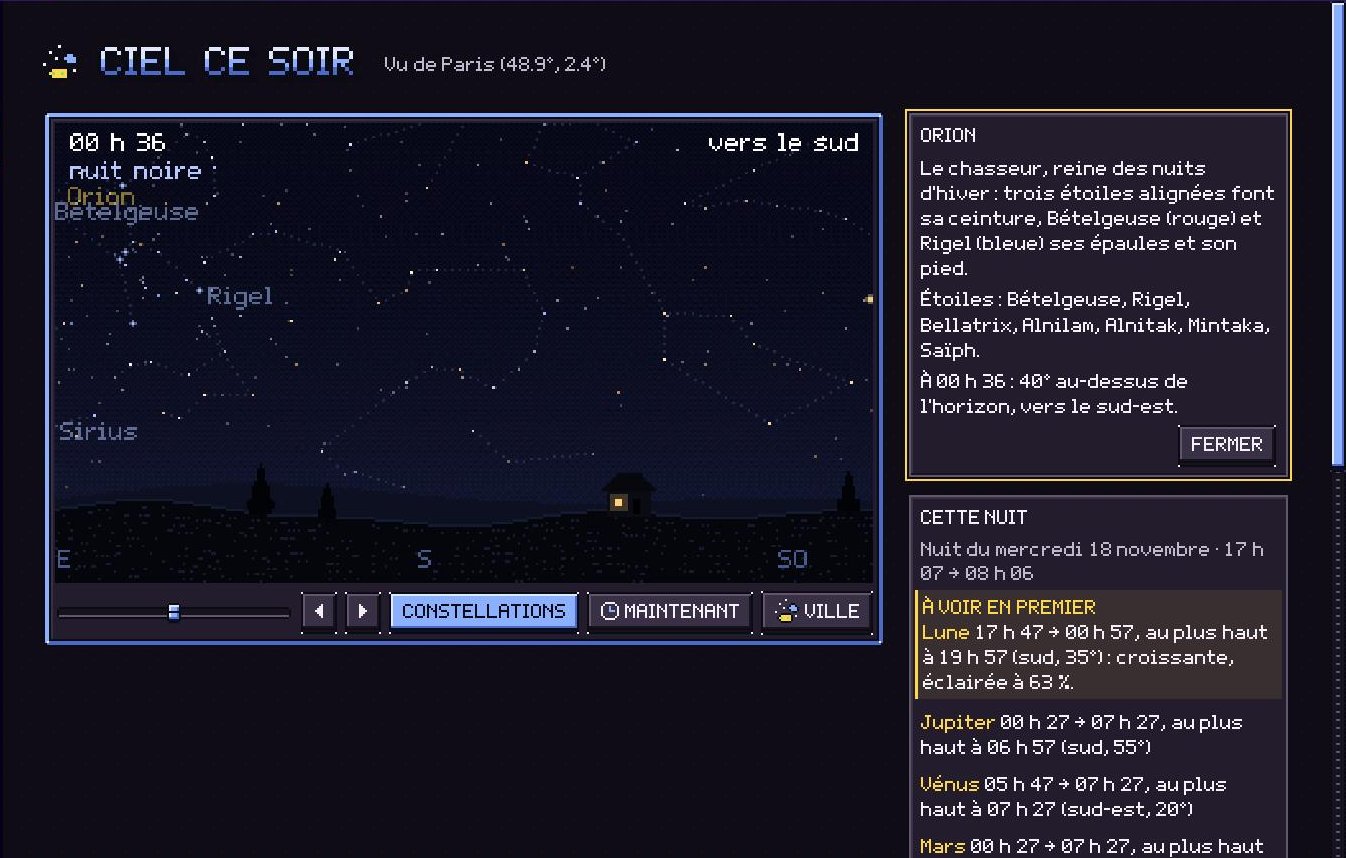 CIEL CE SOIR
Vu de Paris (48.9°, 2.4°)
00 h 36
vers le sud
nuit noire
Orion
Bételgeuse
Rigel
Sirius
E
S
SO
CONSTELLATIONS
MAINTENANT
VILLE
ORION
Le chasseur, reine des nuits
d'hiver : trois étoiles alignées font
sa ceinture, Bételgeuse (rouge) et
Rigel (bleue) ses épaules et son
pied.
Étoiles : Bételgeuse, Rigel,
Bellatrix, Alnilam, Alnitak, Mintaka,
Saïph.
À 00 h 36 : 40° au-dessus de
l'horizon, vers le sud-est.
FERMER
CETTE NUIT
Nuit du mercredi 18 novembre · 17 h
07 → 08 h 06
À VOIR EN PREMIER
Lune 17 h 47 → 00 h 57, au plus haut
à 19 h 57 (sud, 35°) : croissante,
éclairée à 63 %.
Jupiter 00 h 27 → 07 h 27, au plus
haut à 06 h 57 (sud, 55°)
Vénus 05 h 47 → 07 h 27, au plus
haut à 07 h 27 (sud-est, 20°)
Mars 00 h 27 → 07 h 27, au plus haut